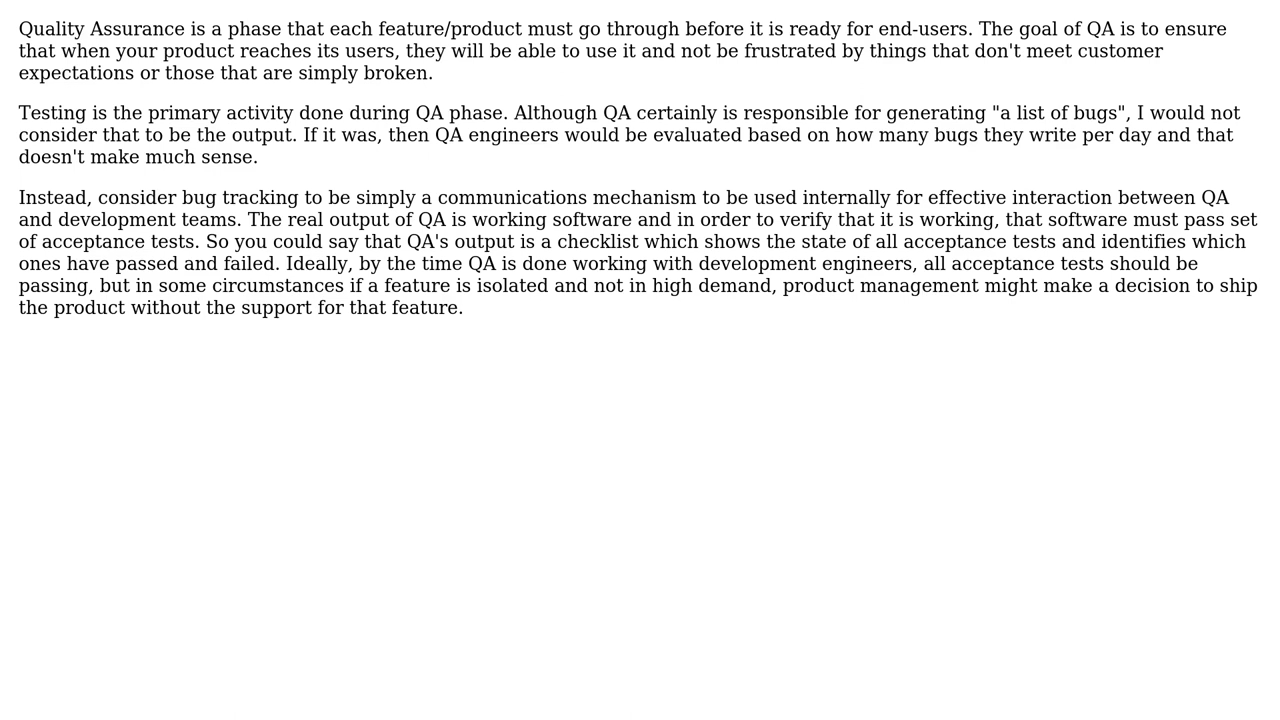 Quality Assurance is a phase that each feature/product must go through before it is ready for end-users. The goal of QA is to ensure
that when your product reaches its users, they will be able to use it and not be frustrated by things that don't meet customer
expectations or those that are simply broken.
Testing is the primary activity done during QA phase. Although QA certainly is responsible for generating "a list of bugs", I would not
consider that to be the output. If it was, then QA engineers would be evaluated based on how many bugs they write per day and that
doesn't make much sense.
Instead, consider bug tracking to be simply a communications mechanism to be used internally for effective interaction between QA
and development teams. The real output of QA is working software and in order to verify that it is working, that software must pass set
of acceptance tests. So you could say that QA's output is a checklist which shows the state of all acceptance tests and identifies which
ones have passed and failed. Ideally, by the time QA is done working with development engineers, all acceptance tests should be
passing, but in some circumstances if a feature is isolated and not in high demand, product management might make a decision to ship
the product without the support for that feature.